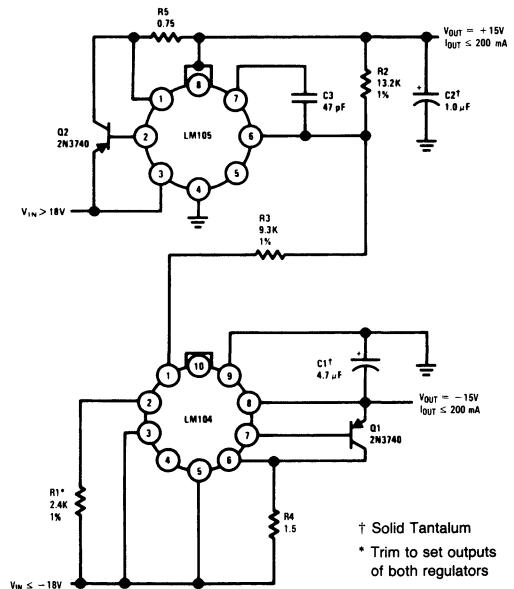 R5
0.75
VOUT = +15V
IOUT ≤ 200 mA
R2
13.2K
1%
C2†
1.0 μF
+
C3
47 pF
Q2
2N3740
1
8
7
2
LM105
6
3
4
5
VIN > 18V
R3
9.3K
1%
1
10
9
C1†
4.7 μF
+
2
LM104
8
VOUT = −15V
IOUT ≤ 200 mA
3
7
Q1
2N3740
4
5
6
R1*
2.4K
1%
R4
1.5
† Solid Tantalum
* Trim to set outputs
of both regulators
VIN ≤ −18V